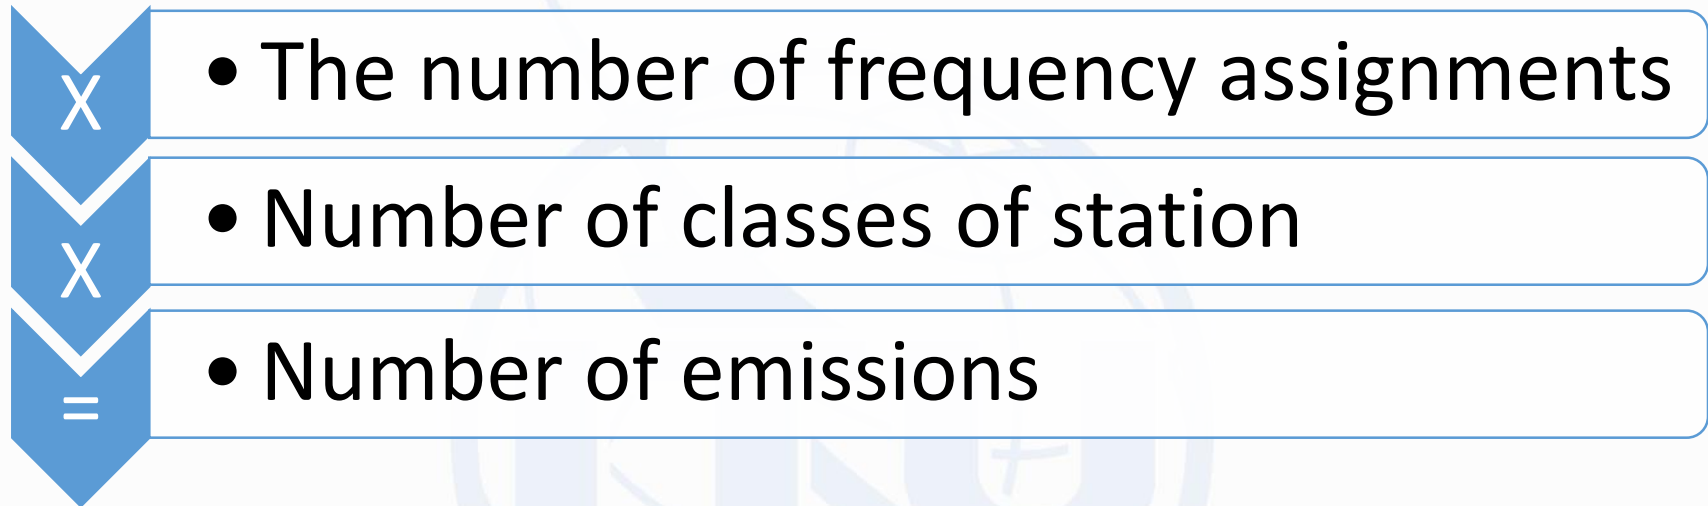 X
• The number of frequency assignments
X
• Number of classes of station
=
• Number of emissions